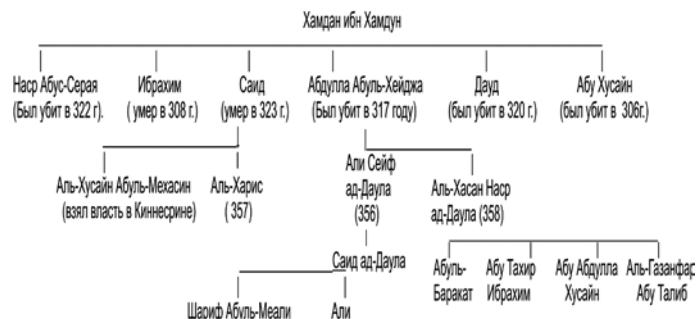 Хамдан ибн Хамдун
Наср Абус-Серая
(Был убит в 322 г).
Ибрахим
( умер в 308 г.)
Саид
(умер в 323 г.)
Абдулла Абуль-Хейджа
(Был убит в 317 году)
Дауд
(был убит в 320 г.)
Абу Хусайн
(был убит в 306г.)
Аль-Хусайн Абуль-Мехасин
(взял власть в Киннесрине)
Аль-Харис
( 357)
Али Сейф
ад-Даула
(356)
Аль-Хасан Наср
ад-Даула (358)
Саид ад-Даула
Абуль-
Баракат
Абу Тахир
Ибрахим
Абу Абдулла
Хусайн
Аль-Газанфар
Абу Талиб
Шариф Абуль-Меали
Али